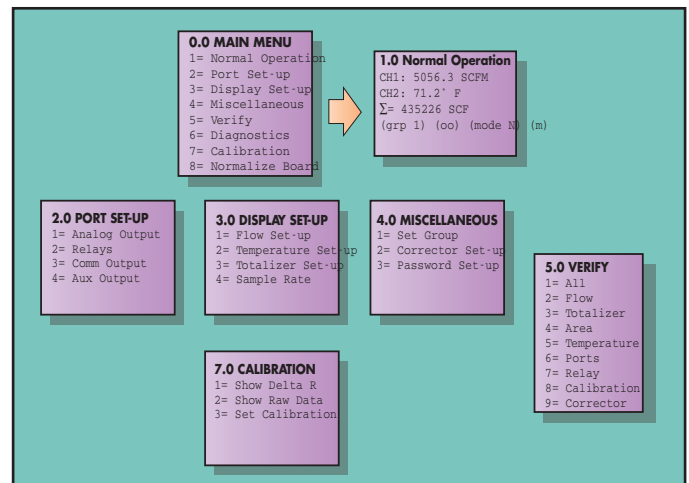 0.0 MAIN MENU
1= Normal Operation
2= Port Set-up
3= Display Set-up
4= Miscellaneous
5= Verify
6= Diagnostics
7= Calibration
8= Normalize Board
1.0 Normal Operation
CH1: 5056.3 SCFM
CH2: 71.2° F
Σ= 435226 SCF
(grp 1) (oo) (mode N) (m)
2.0 PORT SET-UP
1= Analog Output
2= Relays
3= Comm Output
4= Aux Output
3.0 DISPLAY SET-UP
1= Flow Set-up
2= Temperature Set-up
3= Totalizer Set-up
4= Sample Rate
4.0 MISCELLANEOUS
1= Set Group
2= Corrector Set-up
3= Password Set-up
5.0 VERIFY
1= All
2= Flow
3= Totalizer
4= Area
5= Temperature
6= Ports
7= Relay
8= Calibration
9= Corrector
7.0 CALIBRATION
1= Show Delta R
2= Show Raw Data
3= Set Calibration